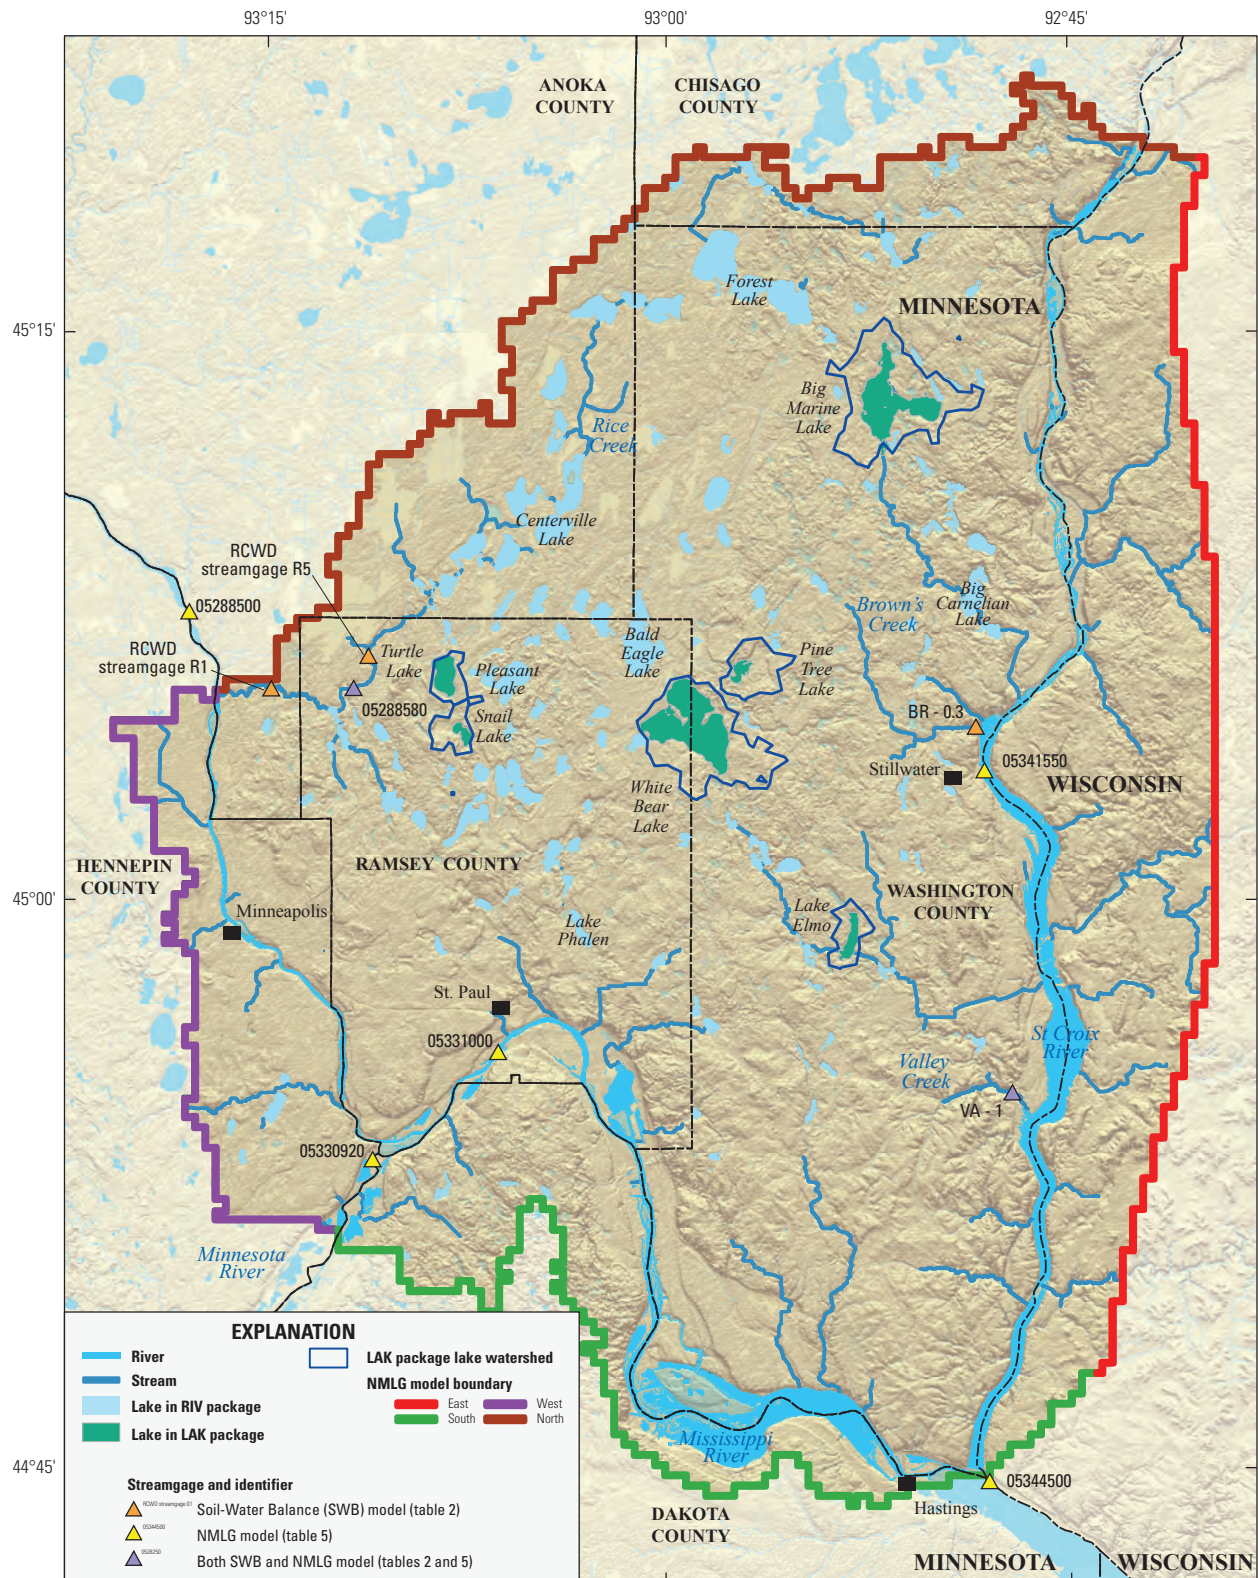 93°15'
93°00'
92°45'
ANOKA
COUNTY
CHISAGO
COUNTY
Forest
Lake
MINNESOTA
45°15'
Big
Marine
Lake
Rice
Creek
Centerville
Lake
RCWD
streamgage R5
05288500
Big
Carnelian
Lake
Brown's
Creek
RCWD
streamgage R1
Turtle
Lake
Pleasant
Lake
Bald
Eagle
Lake
Pine
Tree
Lake
05288580
Snail
Lake
BR - 0.3
05341550
Stillwater
WISCONSIN
White
Bear
Lake
HENNEPIN
COUNTY
RAMSEY COUNTY
WASHINGTON
COUNTY
45°00'
Minneapolis
Lake
Phalen
Lake
Elmo
St. Paul
05331000
St Croix
River
Valley
Creek
VA - 1
05330920
Minnesota
River
EXPLANATION
River
Stream
Lake in RIV package
Lake in LAK package
LAK package lake watershed
NMLG model boundary
East
West
South
North
Streamgage and identifier
RCWD streamgage 01
Soil-Water Balance (SWB) model (table 2)
05344500
NMLG model (table 5)
0528250
Both SWB and NMLG model (tables 2 and 5)
Mississippi
River
44°45'
05344500
Hastings
DAKOTA
COUNTY
MINNESOTA
WISCONSIN